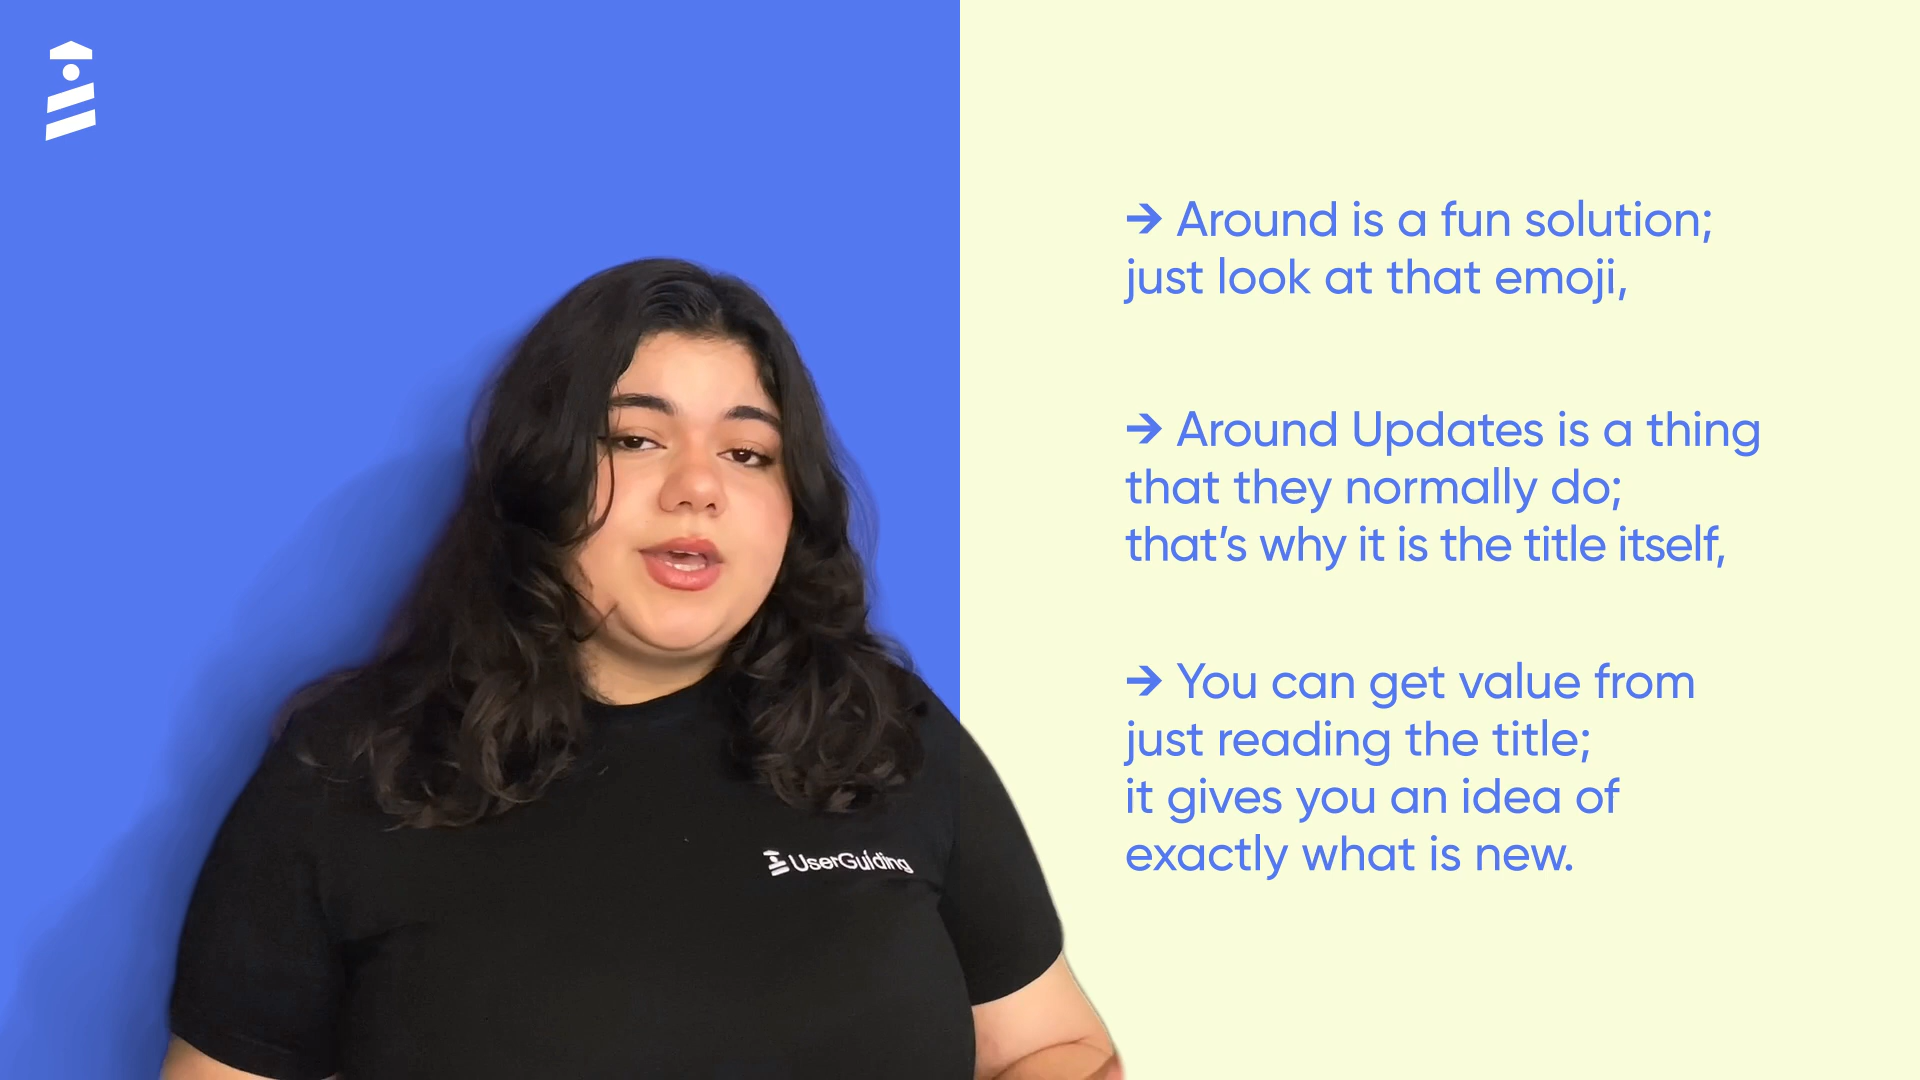 → Around is a fun solution;
just look at that emoji,
→ Around Updates is a thing
that they normally do;
that's why it is the title itself,
→ You can get value from
just reading the title;
it gives you an idea of
exactly what is new.
UserGuiding